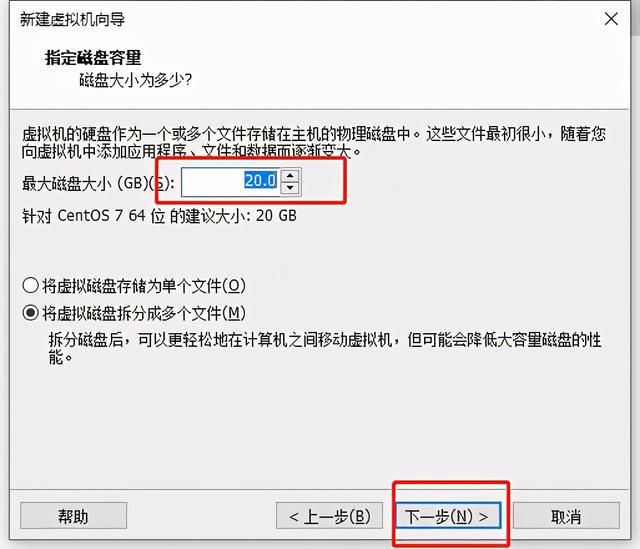 新建虚拟机向导
指定磁盘容量
磁盘大小为多少?
虚拟机的硬盘作为一个或多个文件存储在主机的物理磁盘中。这些文件最初很小，随着您
向虚拟机中添加应用程序、文件和数据而逐渐变大。
最大磁盘大小 (GB)(S): 20.0
针对 CentOS 7 64 位 的建议大小: 20 GB
将虚拟磁盘存储为单个文件(O)
将虚拟磁盘拆分成多个文件(M)
拆分磁盘后，可以更轻松地在计算机之间移动虚拟机，但可能会降低大容量磁盘的性
能。
帮助 < 上一步(B) 下一步(N) > 取消